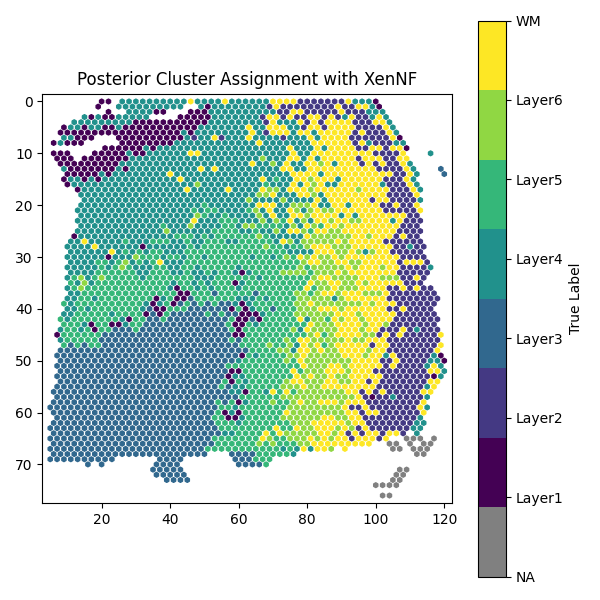 Posterior Cluster Assignment with XenNF
0
10
20
30
40
50
60
70
20
40
60
80
100
120
WM
Layer6
Layer5
Layer4
Layer3
Layer2
Layer1
NA
True Label